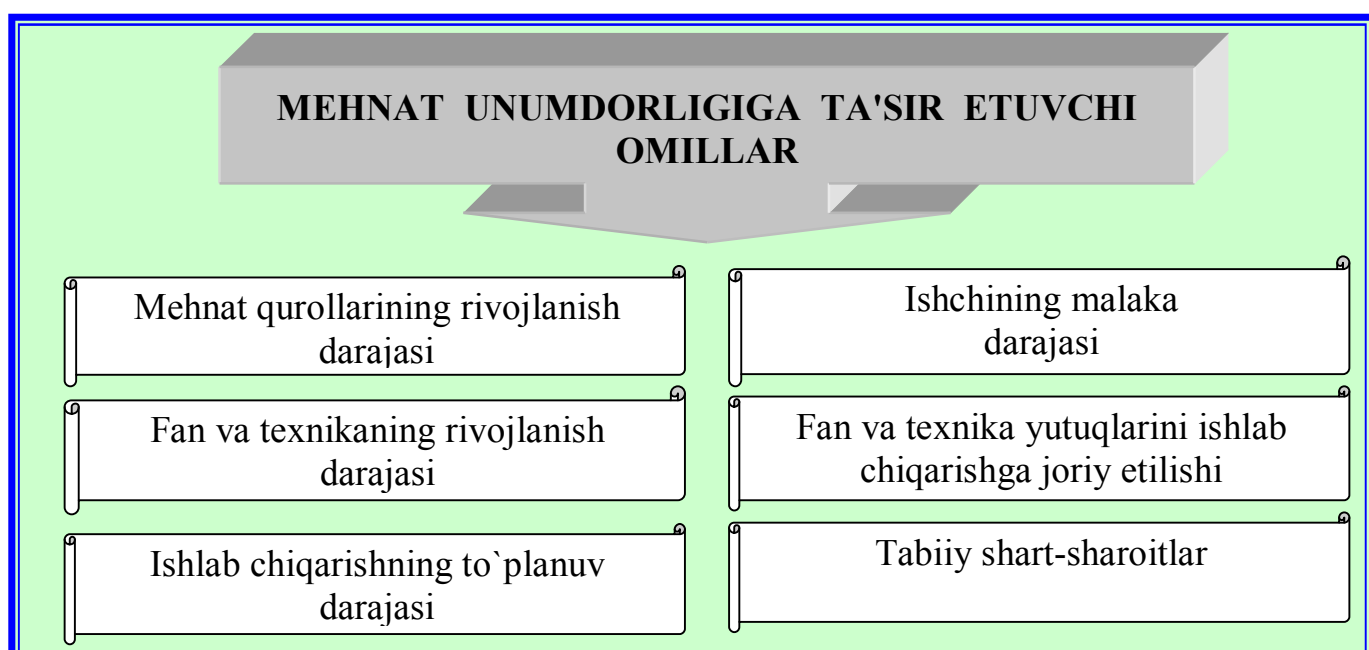 MEHNAT UNUMDORLIGIGA TA'SIR ETUVCHI
OMILLAR
Mehnat qurollarining rivojlanish
darajasi
Ishchining malaka
darajasi
Fan va texnikaning rivojlanish
darajasi
Fan va texnika yutuqlarini ishlab
chiqarishga joriy etilishi
Ishlab chiqarishning to`planuv
darajasi
Tabiiy shart-sharoitlar